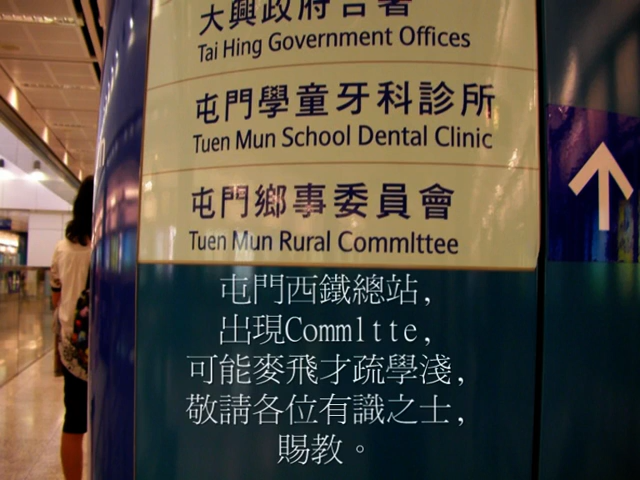 大興政府合署
Tai Hing Government Offices
屯門學童牙科診所
Tuen Mun School Dental Clinic
屯門鄉事委員會
Tuen Mun Rural Commlttee
屯門西鐵總站,
出現Commltte,
可能麥飛才疏學淺,
敬請各位有識之士,
賜教。